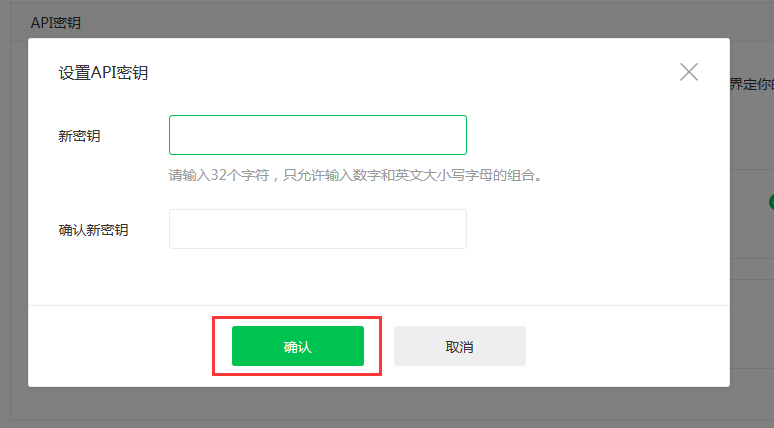 API密钥
设置API密钥
界定你的
新密钥
请输入32个字符，只允许输入数字和英文大小写字母的组合。
确认新密钥
确认
取消